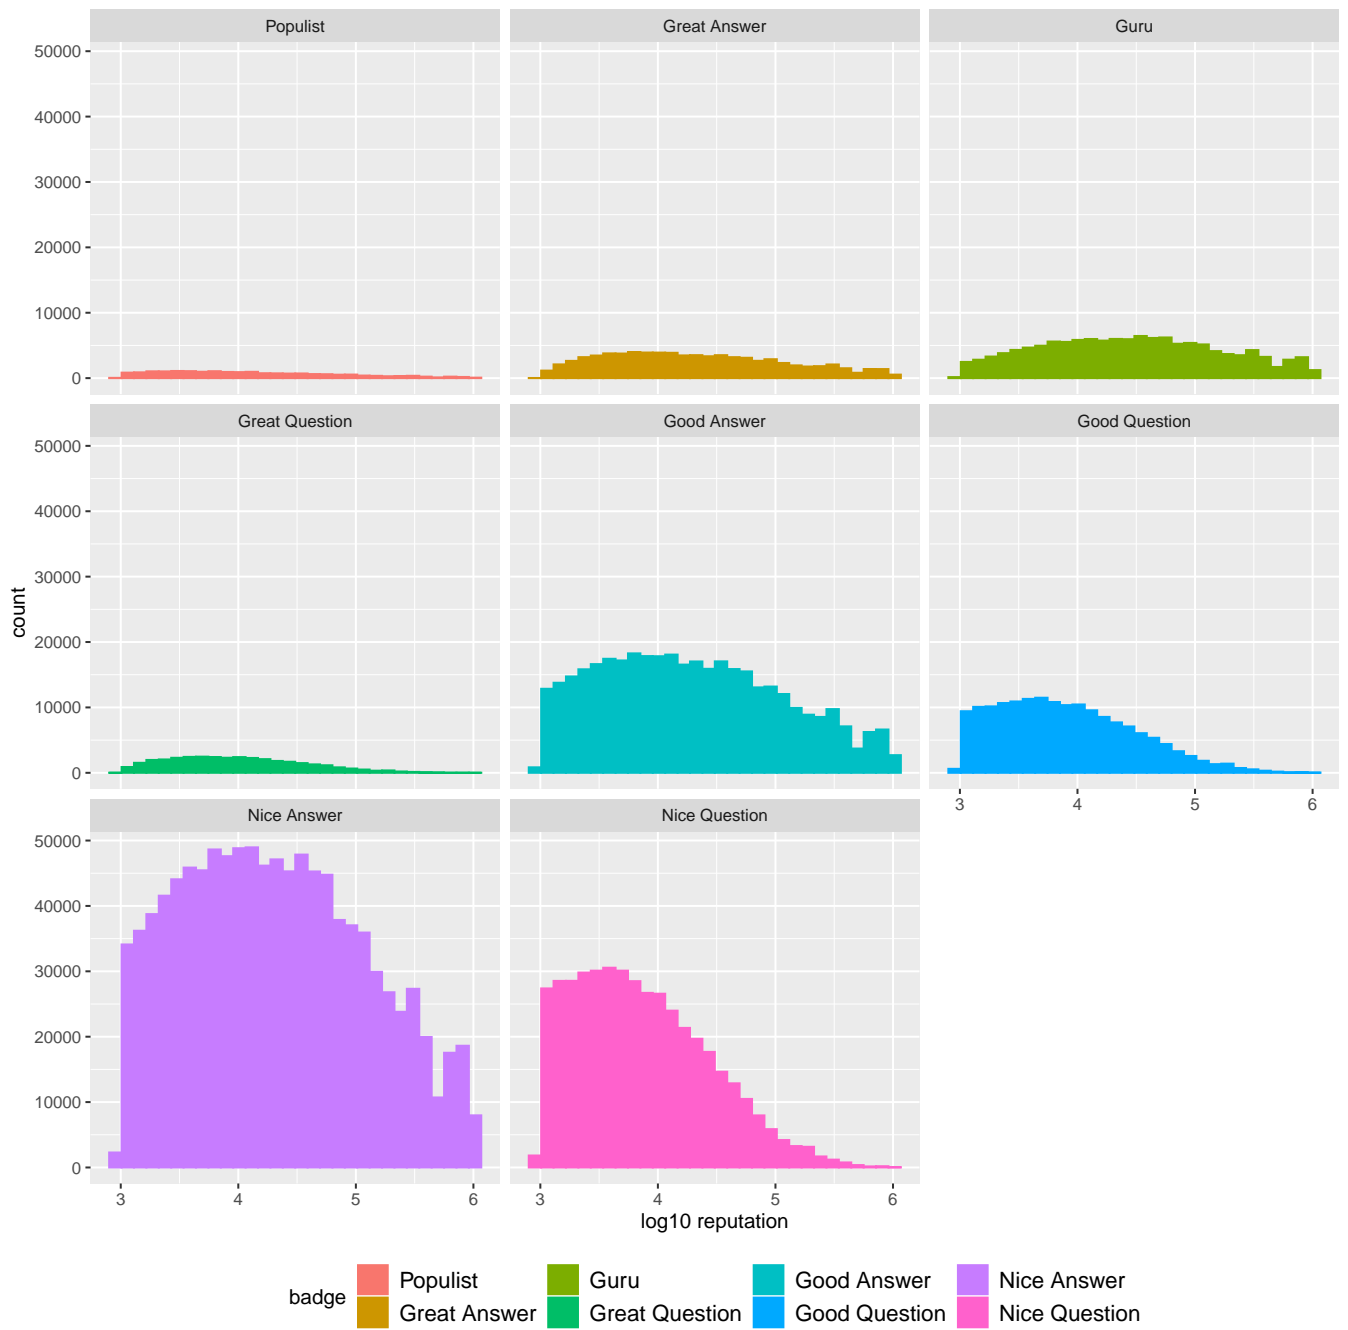 Populist Great Answer Guru
50000
40000
30000
20000
10000
0
Great Question Good Answer Good Question
50000
40000
30000
20000
10000
0
3 4 5 6
Nice Answer Nice Question
50000
40000
30000
20000
10000
0
3 4 5 6 3 4 5 6
count
log10 reputation
badge
Populist Guru Good Answer Nice Answer
Great Answer Great Question Good Question Nice Question